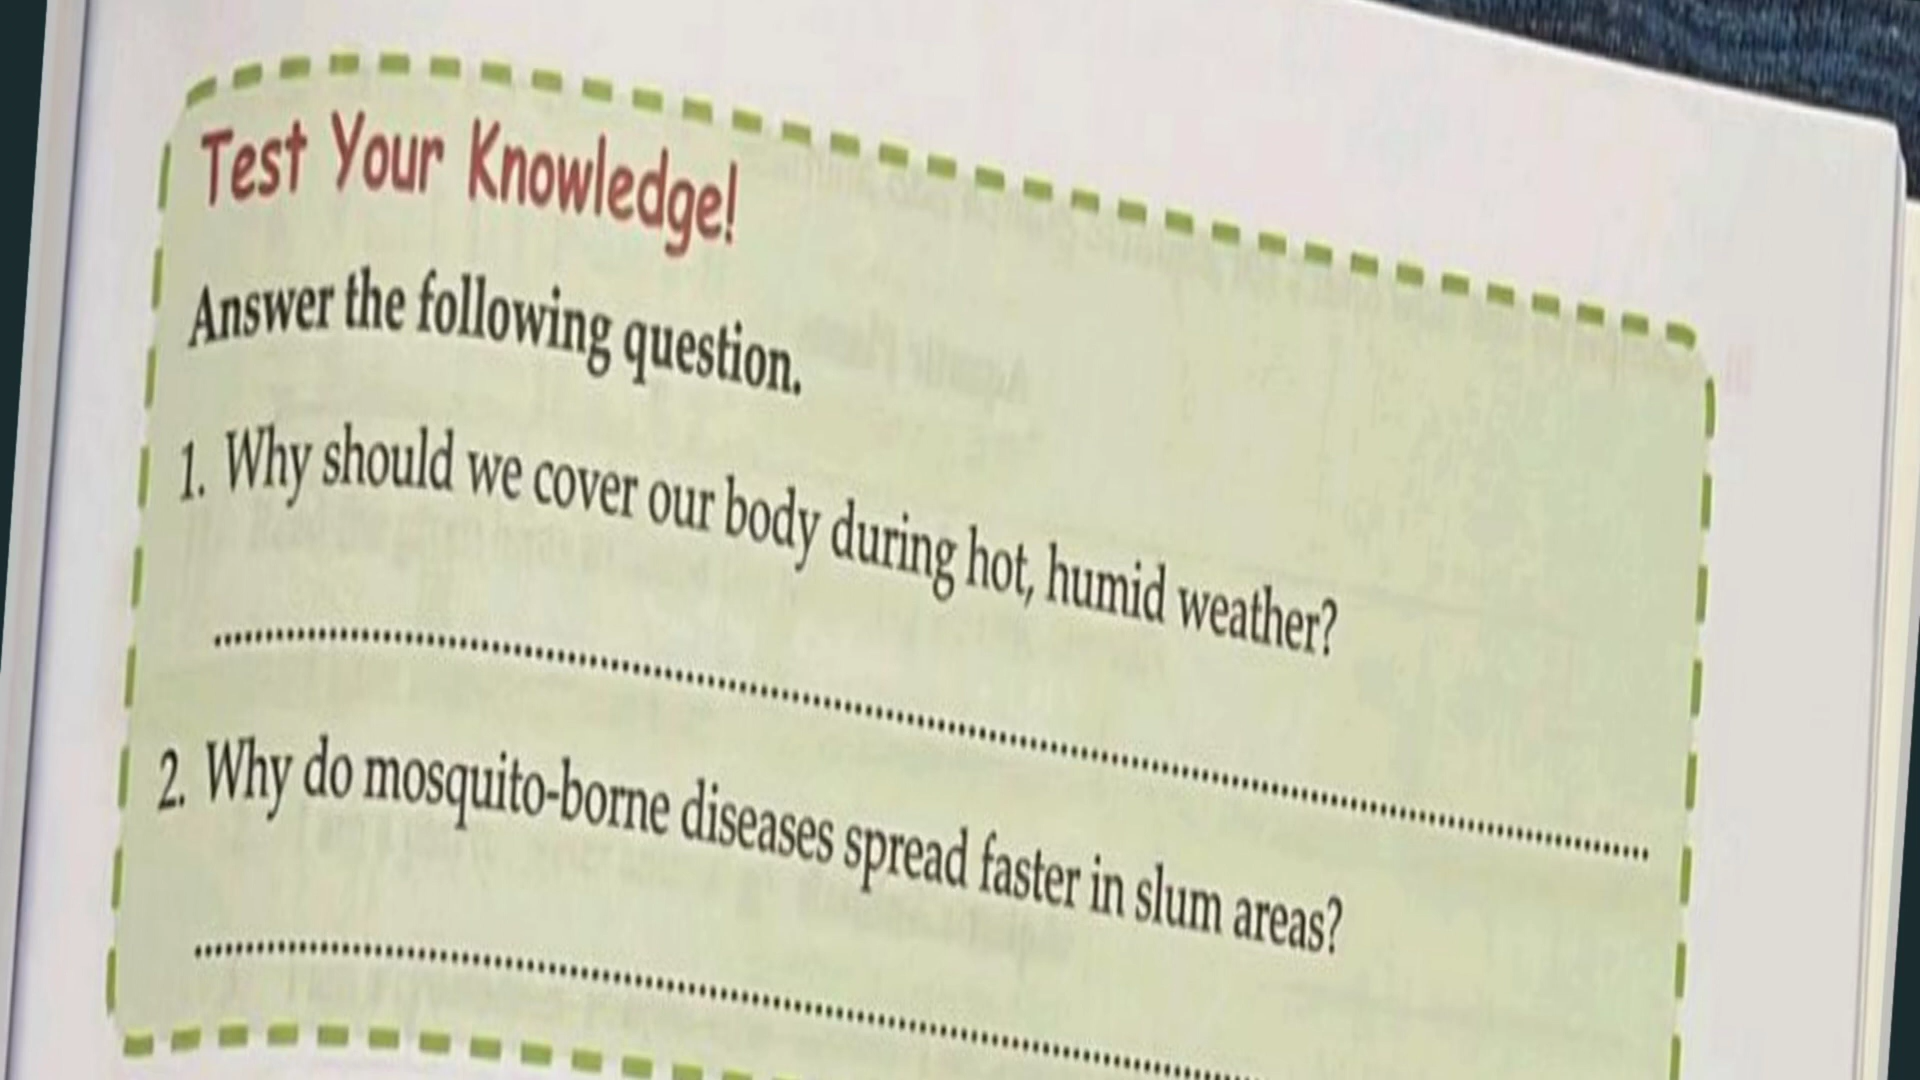 Test Your Knowledge!
Answer the following question.
1. Why should we cover our body during hot, humid weather?
2. Why do mosquito-borne diseases spread faster in slum areas?